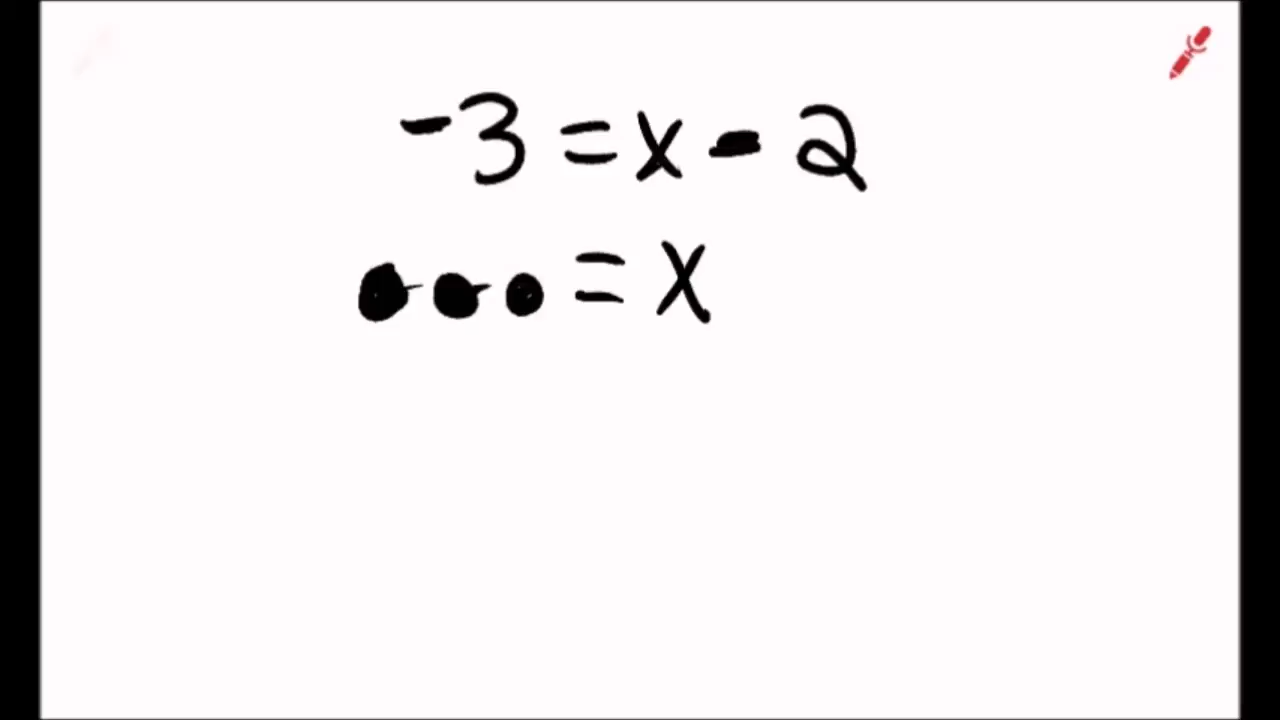 -3 = x - 2
••• = x